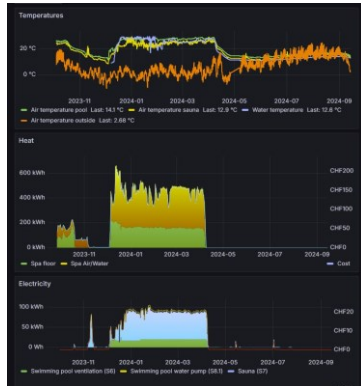 Temperatures
20 °C
0 °C
2023-11 2024-01 2024-03 2024-05 2024-07 2024-09
Air temperature pool Last: 14.1 °C Air temperature sauna Last: 12.9 °C Water temperature Last: 12.8 °C
Air temperature outside Last: 2.68 °C
Heat
600 kWh CHF200
400 kWh CHF150
CHF100
200 kWh CHF50
0 kWh CHF0
2023-11 2024-01 2024-03 2024-05 2024-07 2024-09
Spa floor Spa Air/Water Cost
Electricity
100 kWh CHF20
50 kWh CHF10
0 Wh CHF0
2023-11 2024-01 2024-03 2024-05 2024-07 2024-09
Swimming pool ventilation (S6) Swimming pool water pump (S8.1) Saune (S7)